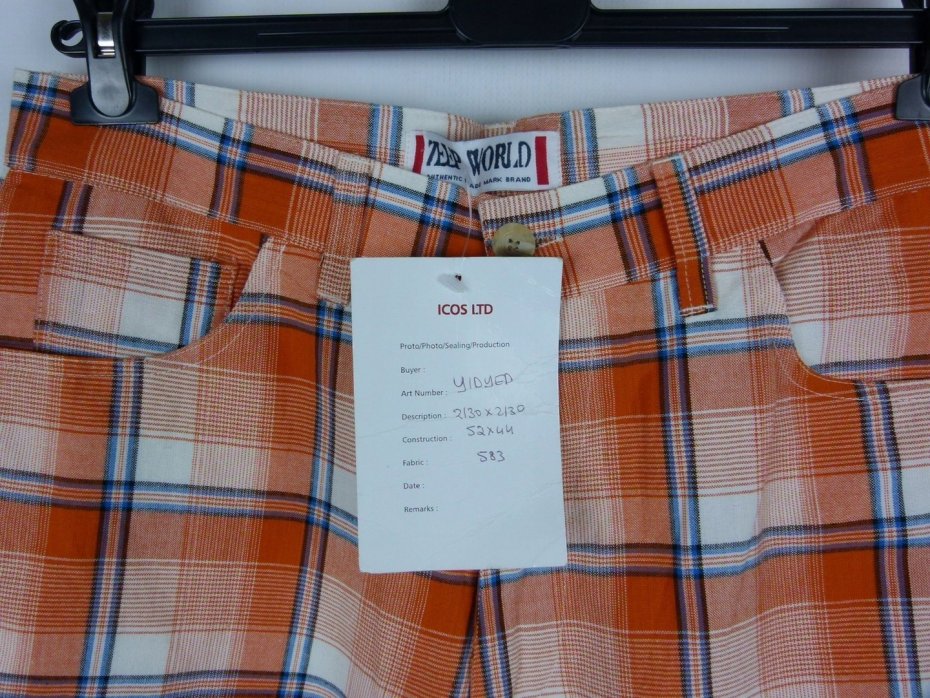 WORLD
AUTHENTIC MARK BRAND
ICOS LTD
Proto/Photo/Sealing/Production
Buyer :
Art Number : Y1DYED
Description : 2/30 x 2/30
Construction : 52x44
Fabric : 583
Date :
Remarks :